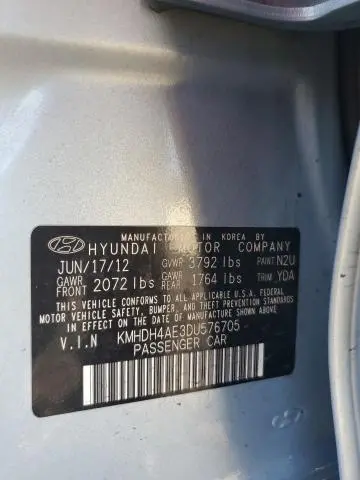 MANUFACTURED IN KOREA BY
HYUNDAI MOTOR COMPANY
JUN/17/12 GVWR 3792 lbs PAINT N2U
GAWR FRONT 2072 lbs GAWR REAR 1764 lbs TRIM YDA
THIS VEHICLE CONFORMS TO ALL APPLICABLE U.S.A. FEDERAL
MOTOR VEHICLE SAFETY, BUMPER, AND THEFT PREVENTION STANDARDS
IN EFFECT ON THE DATE OF MANUFACTURE SHOWN ABOVE.
V.I.N KMHDH4AE3DU576705
PASSENGER CAR